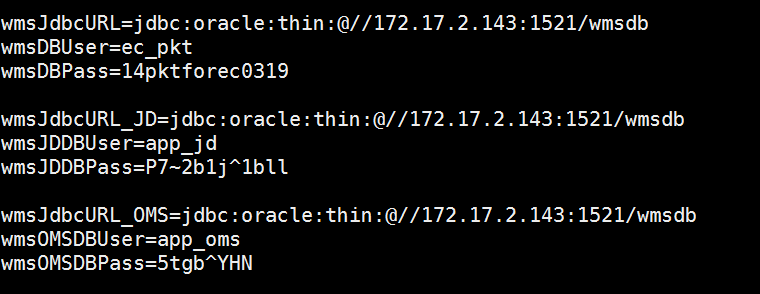 wmsJdbcURL=jdbc:oracle:thin:@//172.17.2.143:1521/wmsdb
wmsDBUser=ec_pkt
wmsDBPass=14pktforec0319
wmsJdbcURL_JD=jdbc:oracle:thin:@//172.17.2.143:1521/wmsdb
wmsJDDBUser=app_jd
wmsJDDBPass=P7~2b1j^1bll
wmsJdbcURL_OMS=jdbc:oracle:thin:@//172.17.2.143:1521/wmsdb
wmsOMSDBUser=app_oms
wmsOMSDBPass=5tgb^YHN